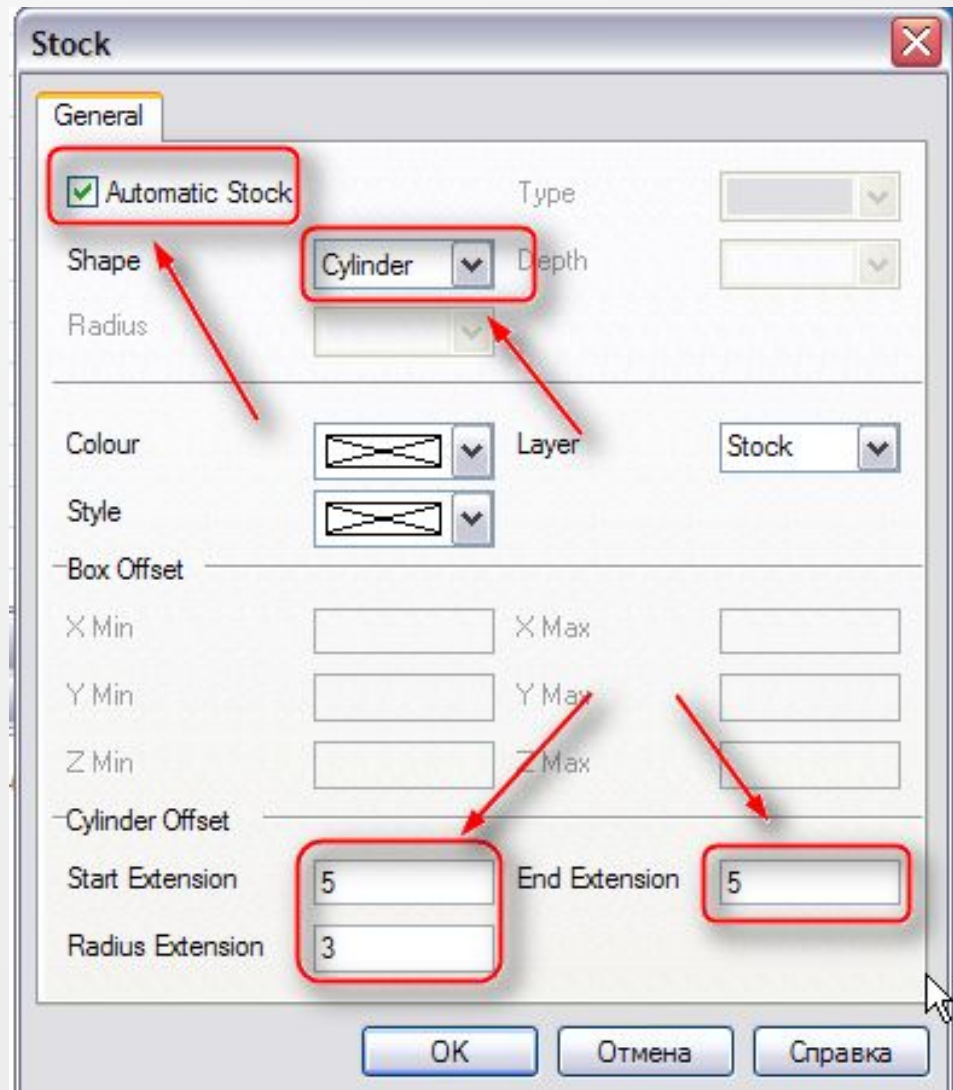 Stock
General
Automatic Stock Type
Shape Cylinder Depth
Radius
Colour Layer Stock
Style
Box Offset
X Min X Max
Y Min Y Max
Z Min Z Max
Cylinder Offset
Start Extension 5 End Extension 5
Radius Extension 3
OK Отмена Справка